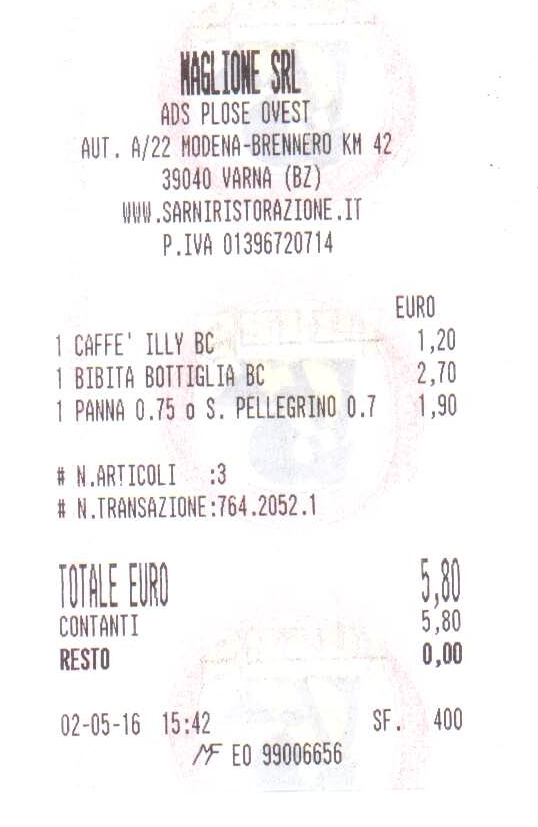 MAGLIONE SRL
ADS PLOSE OVEST
AUT. A/22 MODENA-BRENNERO KM 42
39040 VARNA (BZ)
WWW.SARNIRISTORAZIONE.IT
P.IVA 01396720714
EURO
1 CAFFE' ILLY BC 1,20
1 BIBITA BOTTIGLIA BC 2,70
1 PANNA 0.75 o S. PELLEGRINO 0.7 1,90
# N.ARTICOLI :3
# N.TRANSAZIONE:764.2052.1
TOTALE EURO 5,80
CONTANTI 5,80
RESTO 0,00
02-05-16 15:42 SF. 400
MF EO 99006656